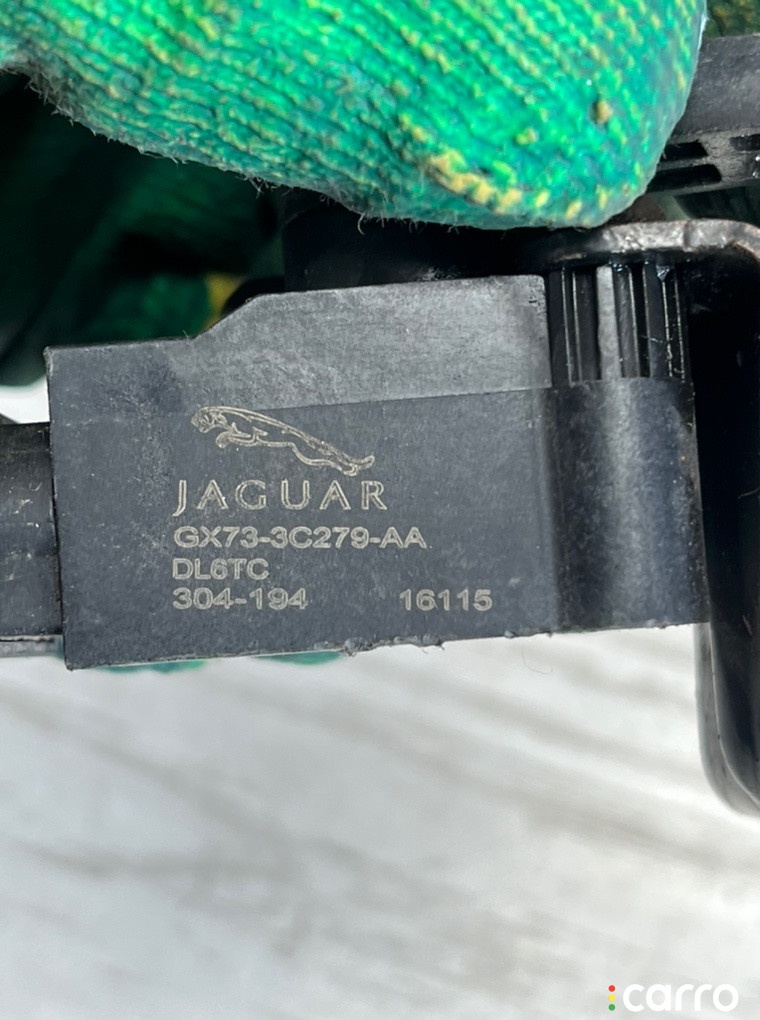 JAGUAR
GX73-3C279-AA
DL6TC
304-194 16115
carro